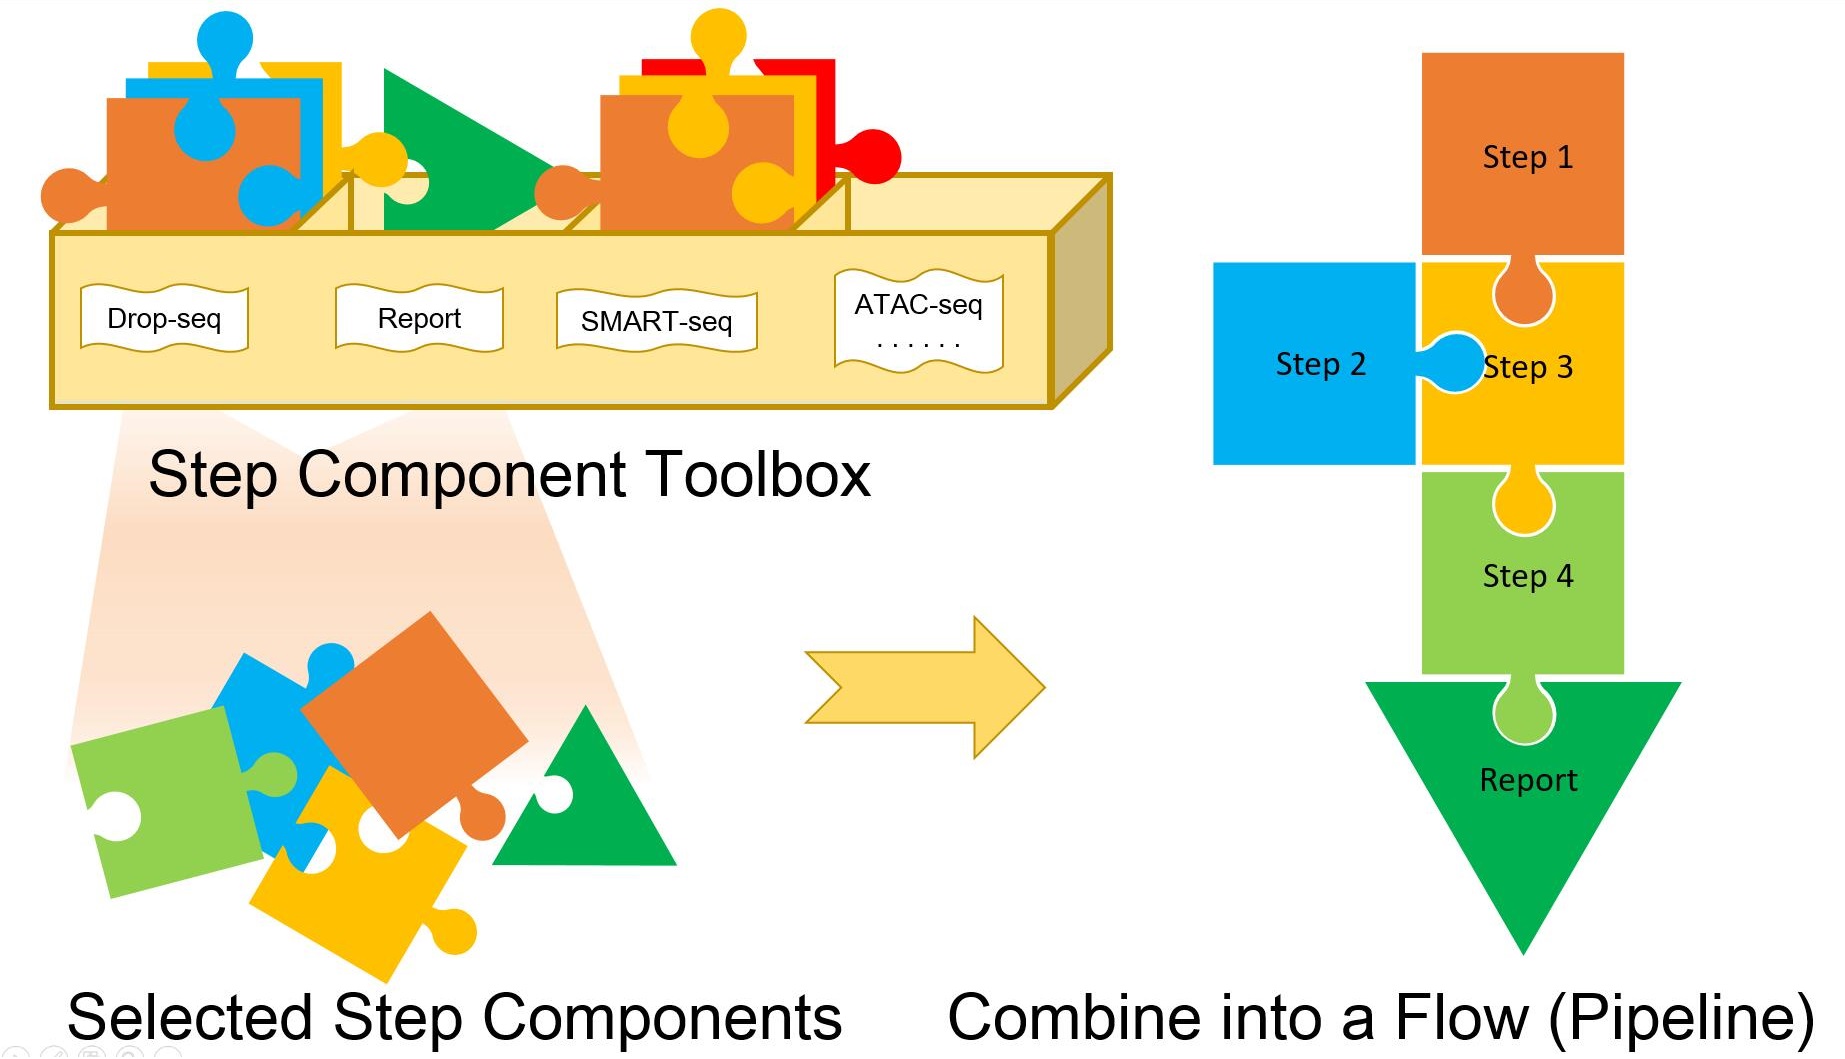 Drop-seq
Report
SMART-seq
ATAC-seq
......
Step Component Toolbox
Selected Step Components
Step 1
Step 2
Step 3
Step 4
Report
Combine into a Flow (Pipeline)